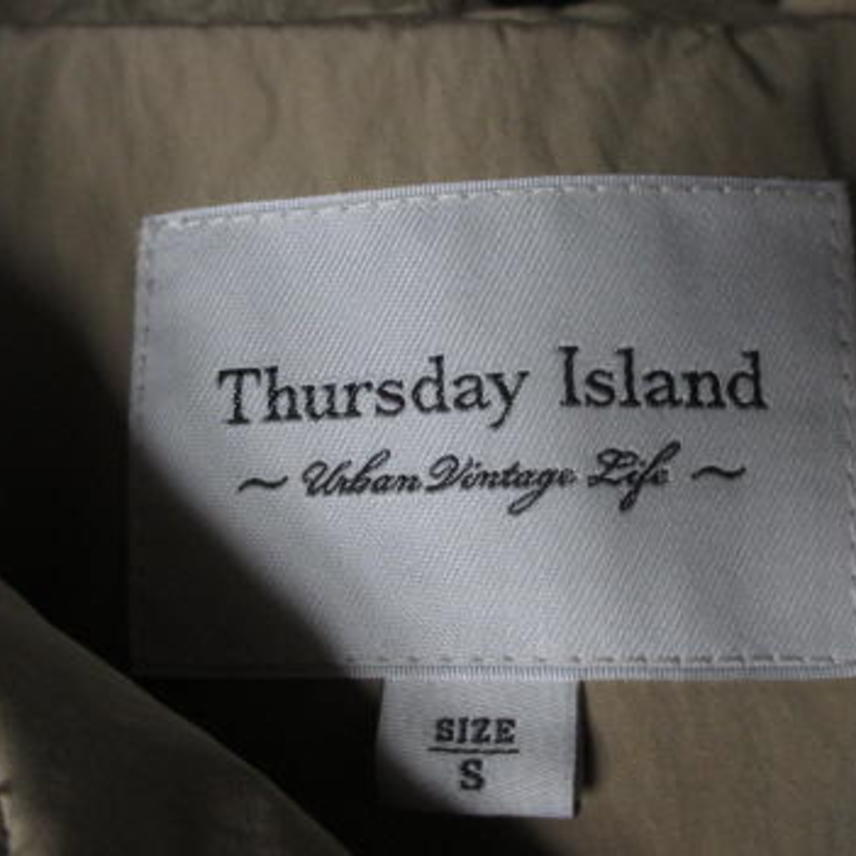 Thursday Island
~ Urban Vintage Life ~
SIZE
S